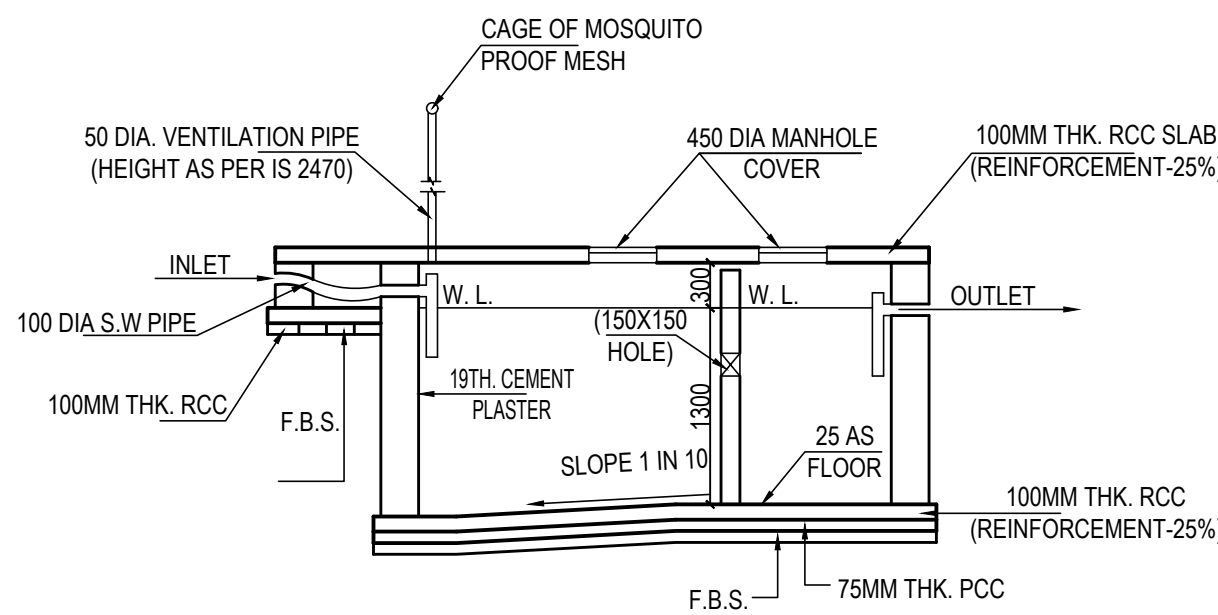 CAGE OF MOSQUITO
PROOF MESH
50 DIA. VENTILATION PIPE
(HEIGHT AS PER IS 2470)
450 DIA MANHOLE
COVER
100MM THK. RCC SLAB
(REINFORCEMENT-25%)
INLET
W. L.
300
W. L.
OUTLET
100 DIA S.W PIPE
(150X150
HOLE)
19TH. CEMENT
PLASTER
1300
100MM THK. RCC
F.B.S.
25 AS
FLOOR
SLOPE 1 IN 10
100MM THK. RCC
(REINFORCEMENT-25%)
75MM THK. PCC
F.B.S.